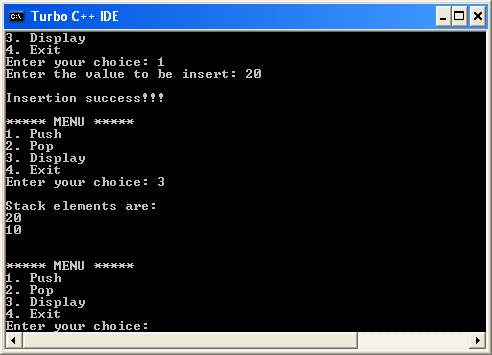 Turbo C++ IDE
3. Display
4. Exit
Enter your choice: 1
Enter the value to be insert: 20
Insertion success!!!
***** MENU *****
1. Push
2. Pop
3. Display
4. Exit
Enter your choice: 3
Stack elements are:
20
10
***** MENU *****
1. Push
2. Pop
3. Display
4. Exit
Enter your choice: